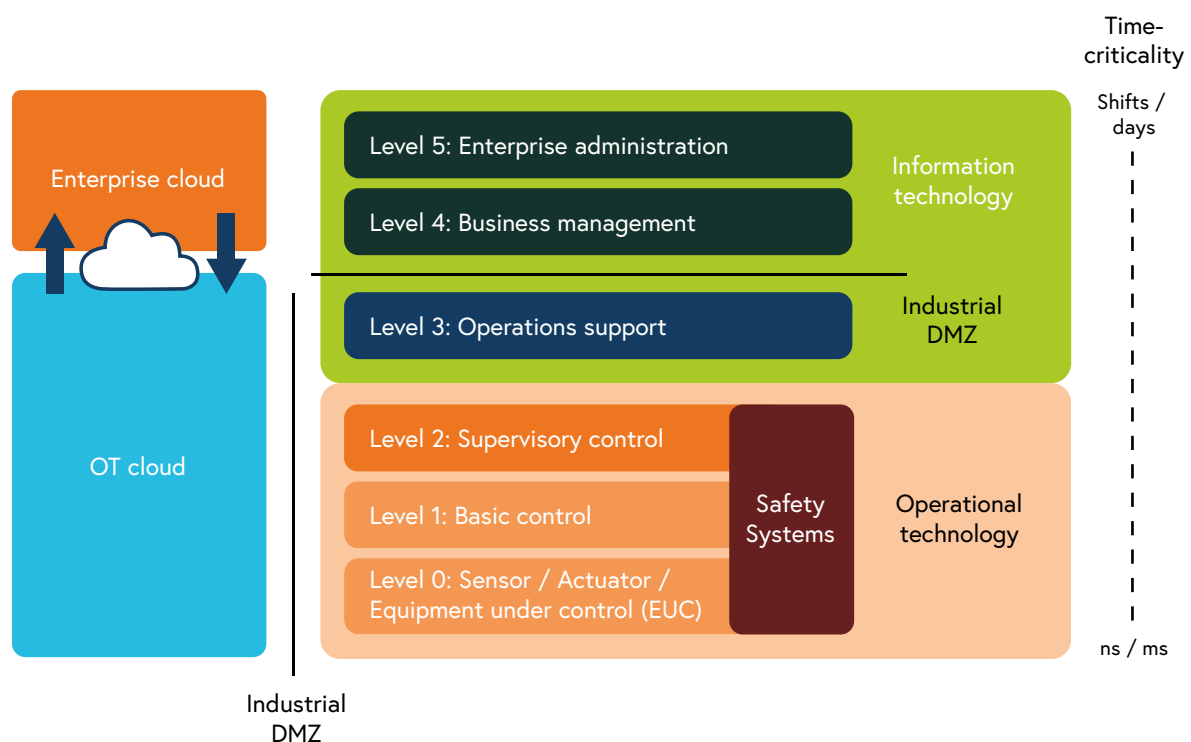 Time-
criticality
Shifts /
days
Enterprise cloud
Level 5: Enterprise administration
Information
technology
Level 4: Business management
Industrial
DMZ
Level 3: Operations support
OT cloud
Level 2: Supervisory control
Level 1: Basic control
Safety
Systems
Operational
technology
Level 0: Sensor / Actuator /
Equipment under control (EUC)
ns / ms
Industrial
DMZ